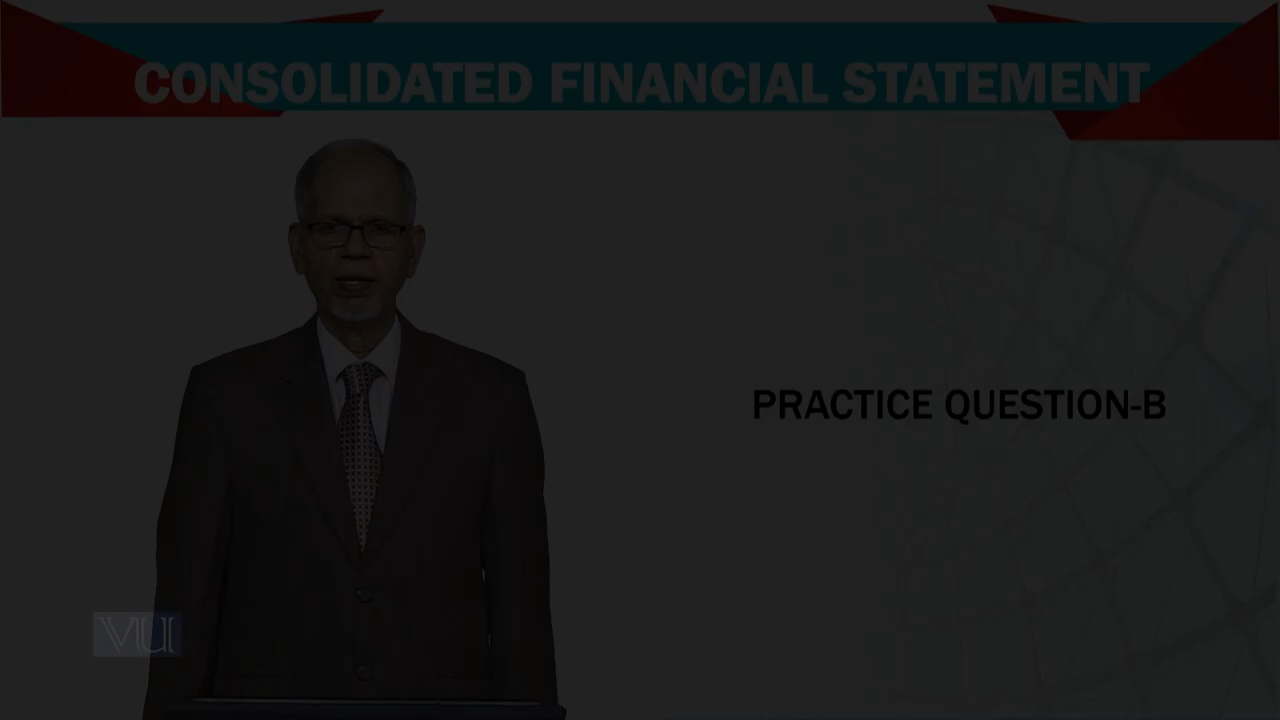 CONSOLIDATED FINANCIAL STATEMENT
PRACTICE QUESTION-B
VU